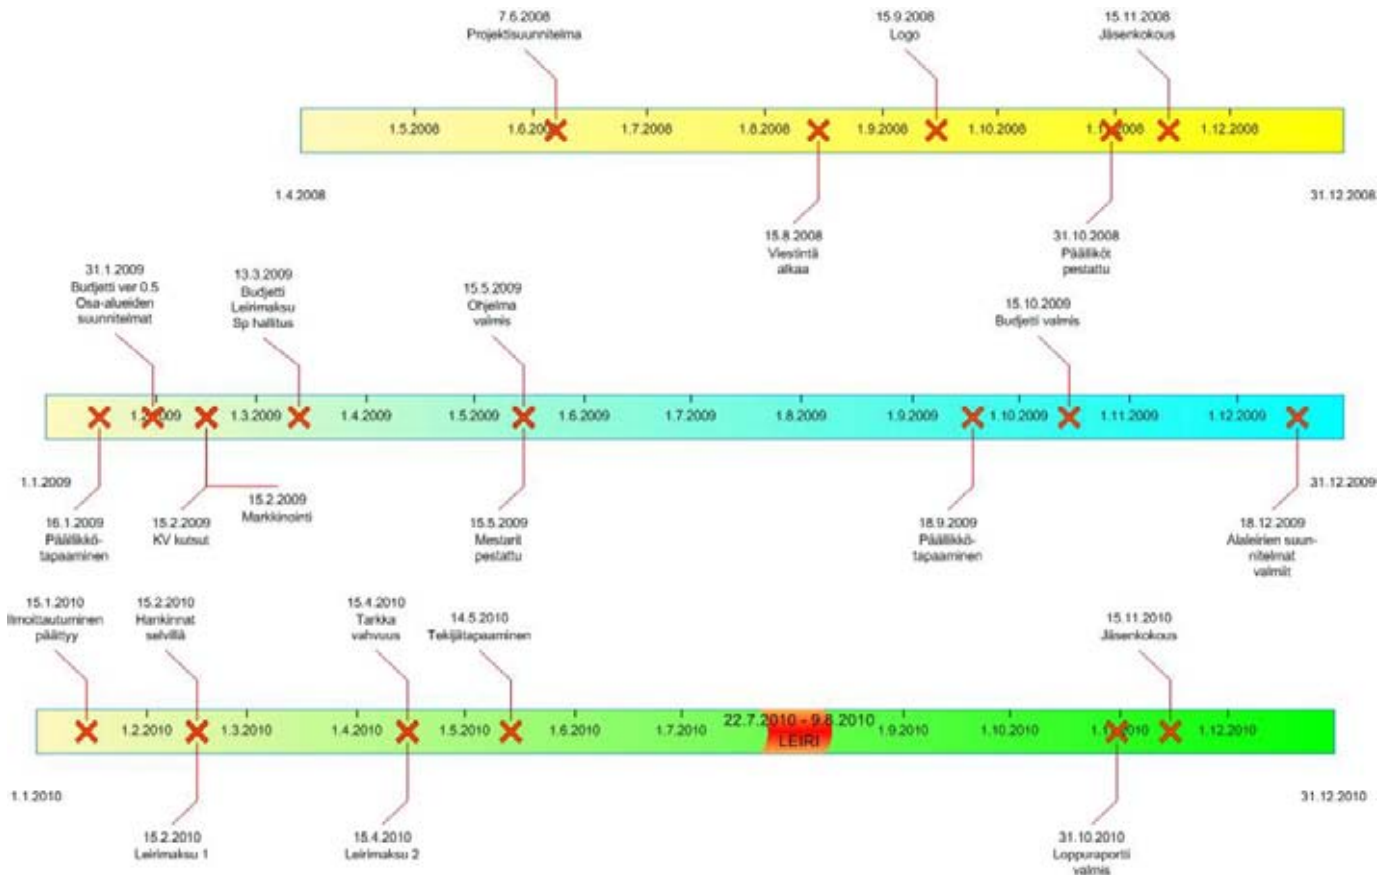 7.6.2008
Projektisuunnitelma
15.9.2008
Logo
15.11.2008
Jäsenkokous
1.5.2008
1.6.2008
1.7.2008
1.8.2008
1.9.2008
1.10.2008
1.11.2008
1.12.2008
1.4.2008
31.12.2008
15.8.2008
Viestintä
alkaa
31.10.2008
Päälliköt
pestattu
31.1.2009
Budjetti ver 0.5
Osa-alueiden
suunnitelmat
13.3.2009
Budjetti
Leirimaksu
Sp hallitus
15.5.2009
Ohjelma
valmis
15.10.2009
Budjetti valmis
1.2.2009
1.3.2009
1.4.2009
1.5.2009
1.6.2009
1.7.2009
1.8.2009
1.9.2009
1.10.2009
1.11.2009
1.12.2009
1.1.2009
31.12.2009
16.1.2009
Päällikkö-
tapaaminen
15.2.2009
KV kutsut
15.2.2009
Markkinointi
15.5.2009
Mestarit
pestattu
18.9.2009
Päällikkö-
tapaaminen
18.12.2009
Alaleirien suun-
nitelmat
valmiit
15.1.2010
Ilmoittautuminen
päättyy
15.2.2010
Hankinnat
selvillä
15.4.2010
Tarkka
vahvuus
14.5.2010
Tekijätapaaminen
15.11.2010
Jäsenkokous
1.2.2010
1.3.2010
1.4.2010
1.5.2010
1.6.2010
1.7.2010
22.7.2010 - 9.8.2010
LEIRI
1.9.2010
1.10.2010
1.11.2010
1.12.2010
1.1.2010
31.12.2010
15.2.2010
Leirimaksu 1
15.4.2010
Leirimaksu 2
31.10.2010
Loppuraportti
valmis